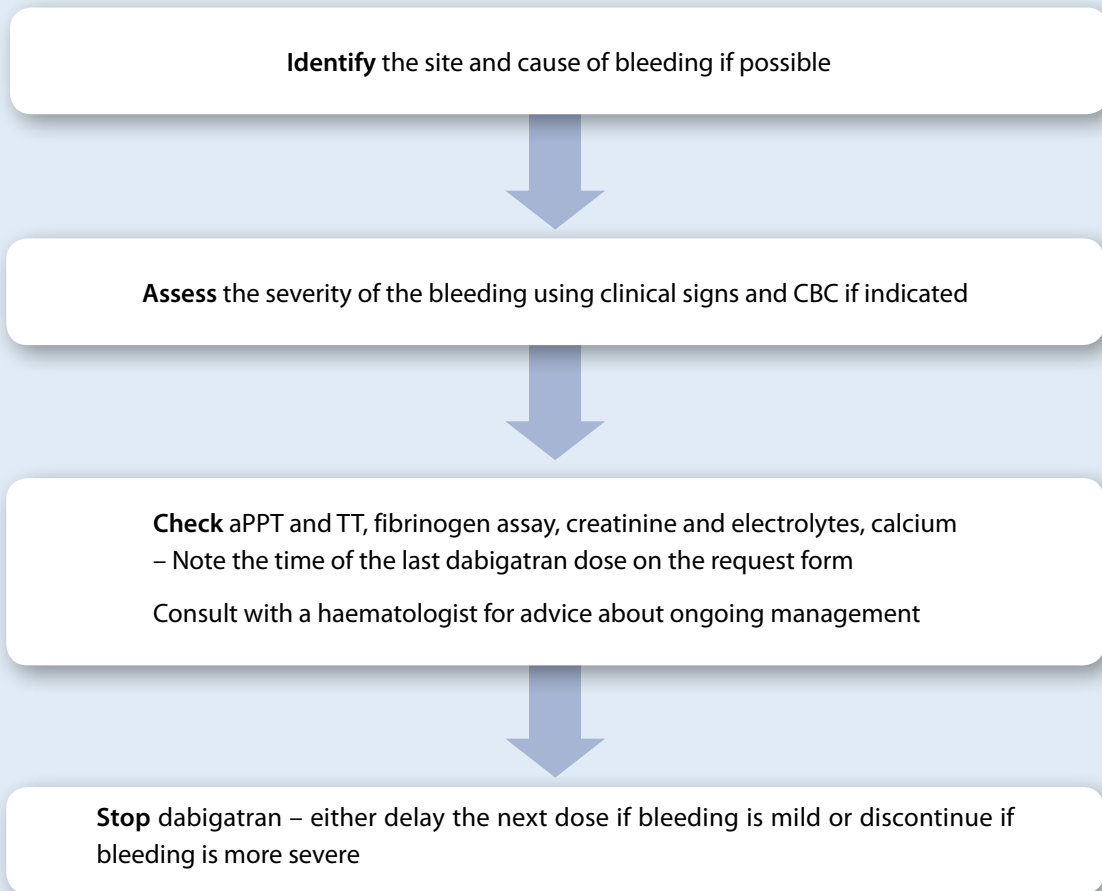 Identify the site and cause of bleeding if possible
Assess the severity of the bleeding using clinical signs and CBC if indicated
Check aPPT and TT, fibrinogen assay, creatinine and electrolytes, calcium
– Note the time of the last dabigatran dose on the request form
Consult with a haematologist for advice about ongoing management
Stop dabigatran – either delay the next dose if bleeding is mild or discontinue if
bleeding is more severe